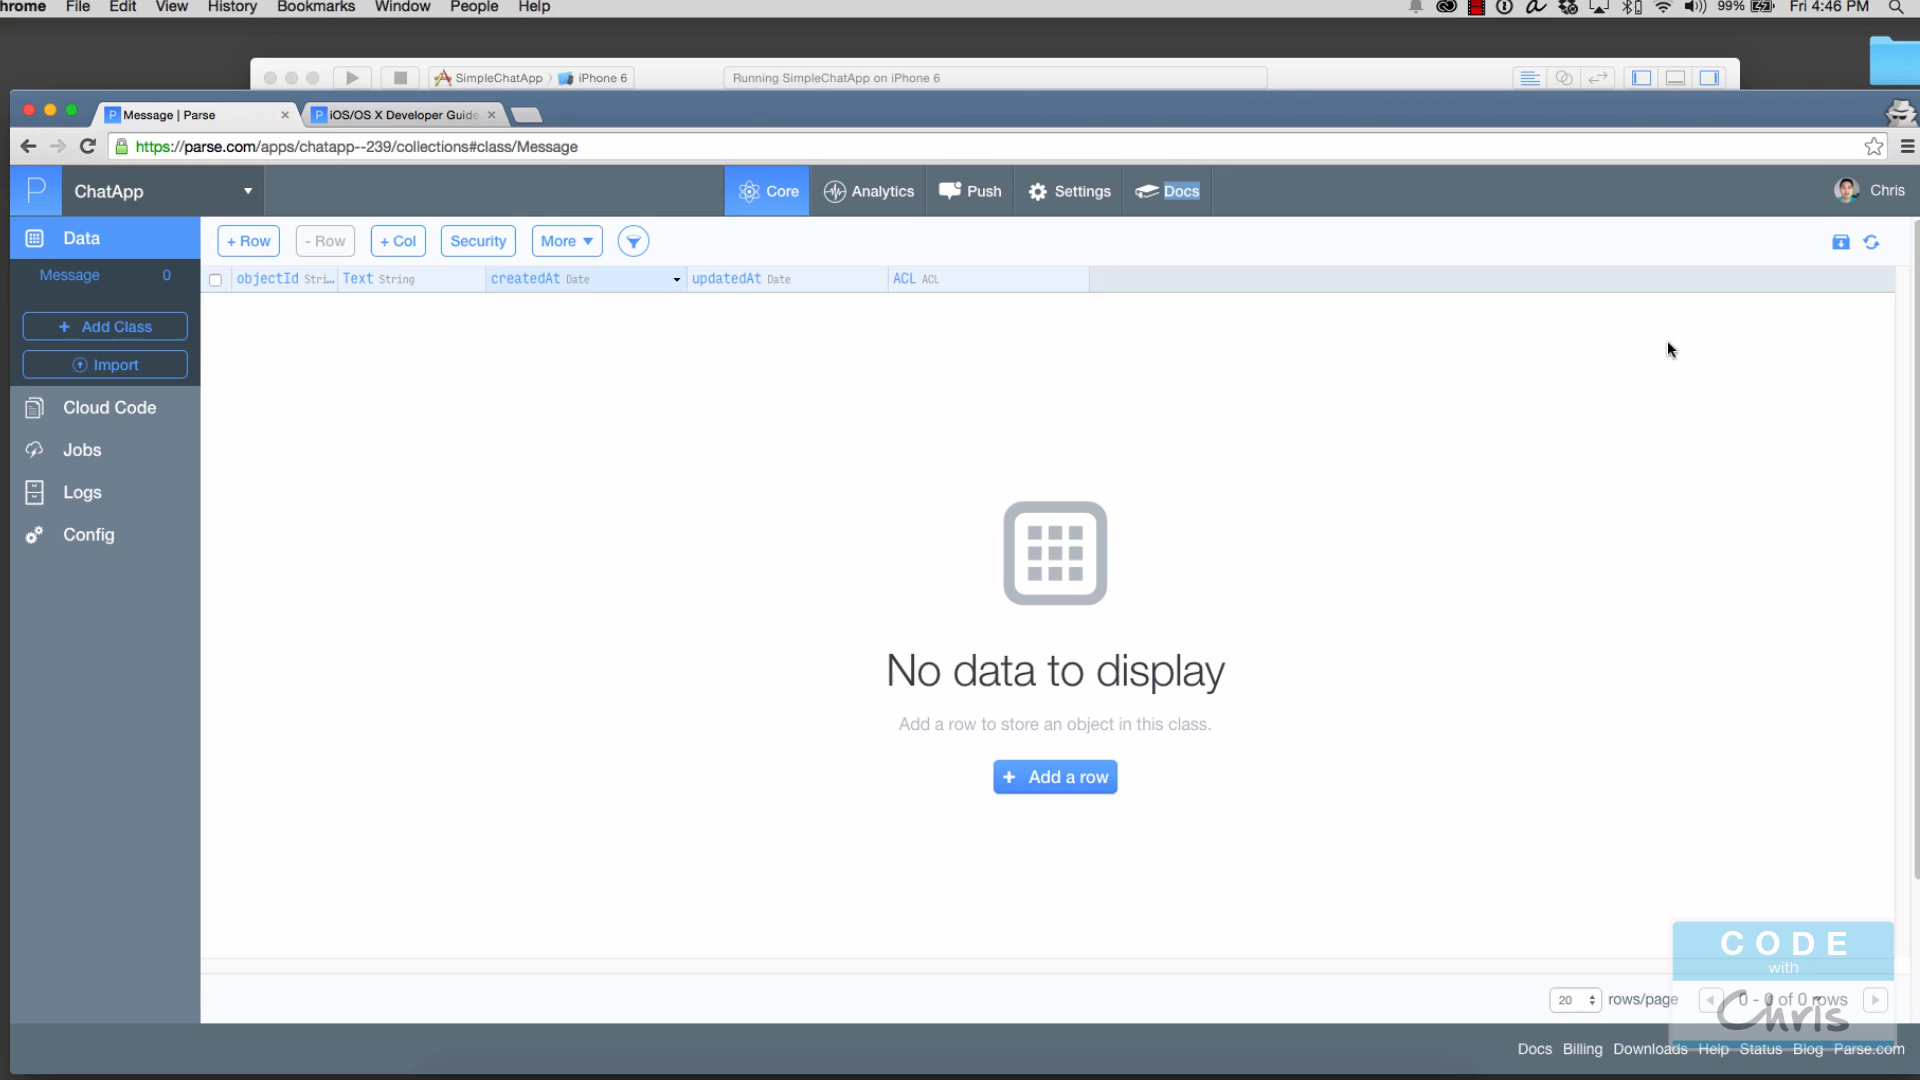 hrome File Edit View History Bookmarks Window People Help 99% Fri 4:46 PM
SimpleChatApp iPhone 6 Running SimpleChatApp on iPhone 6
Message | Parse iOS/OS X Developer Guide
https://parse.com/apps/chatapp--239/collections#class/Message
P ChatApp Core Analytics Push Settings Docs Chris
Data + Row - Row + Col Security More
Message 0 objectId Stri... Text String createdAt Date updatedAt Date ACL ACL
+ Add Class
Import
Cloud Code
Jobs
Logs
Config
No data to display
Add a row to store an object in this class.
+ Add a row
CODE
with
Chris
20 rows/page 0 - 0 of 0 rows
Docs Billing Downloads Help Status Blog Parse.com